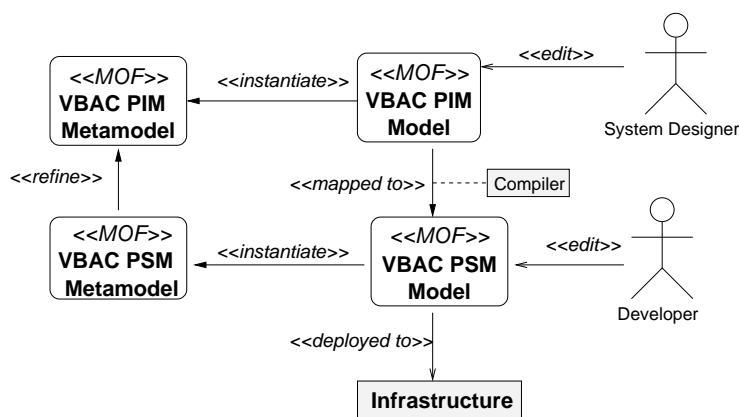 <<edit>>
<<MOF>>
VBAC PIM
Metamodel
<<instantiate>>
<<MOF>>
VBAC PIM
Model
System Designer
<<refine>>
<<mapped to>>
Compiler
<<MOF>>
VBAC PSM
Metamodel
<<instantiate>>
<<MOF>>
VBAC PSM
Model
<<edit>>
Developer
<<deployed to>>
Infrastructure